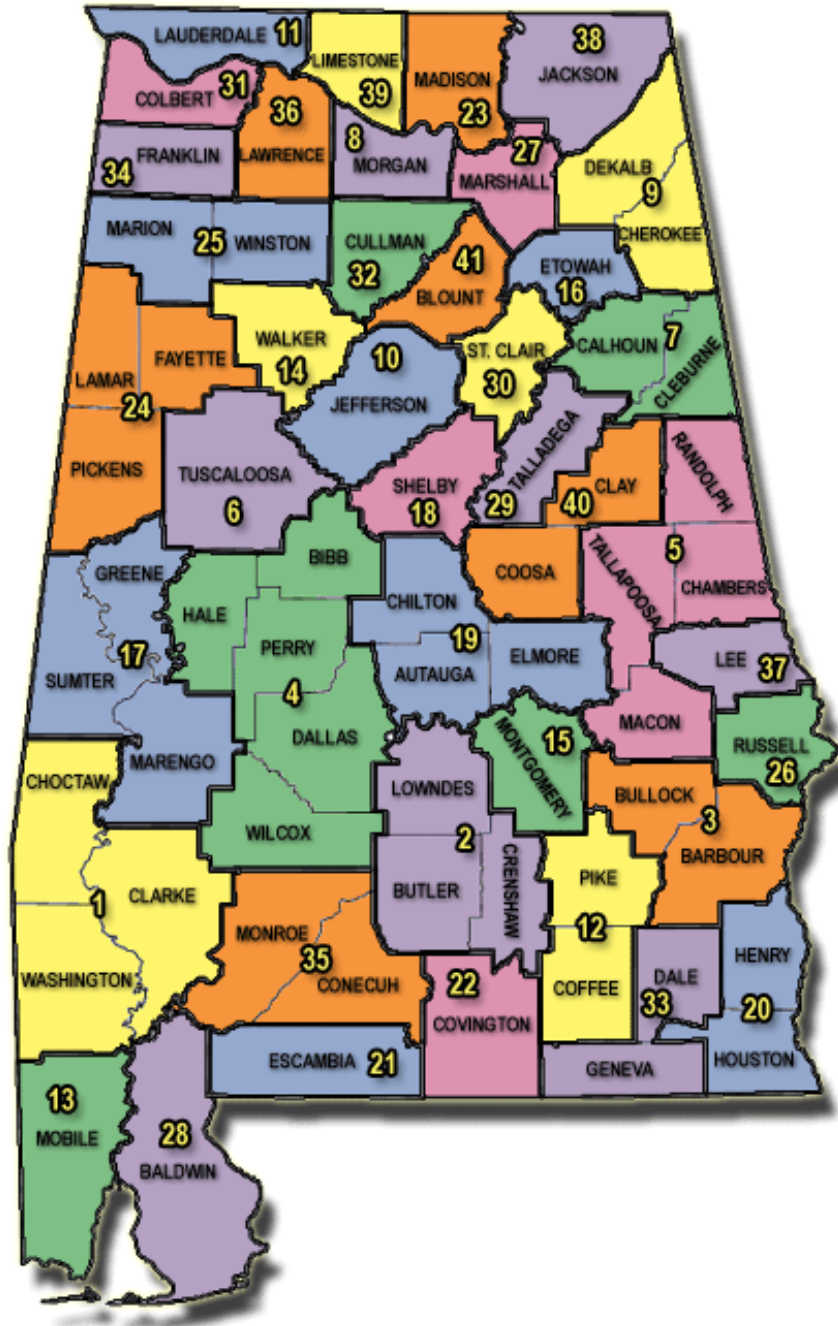 LAUDERDALE 11
LIMESTONE
39
MADISON
23
38
JACKSON
COLBERT 31
36
LAWRENCE
8
MORGAN
27
MARSHALL
DEKALB
9
CHEROKEE
FRANKLIN
34
MARION
25
WINSTON
CULLMAN
32
41
BLOUNT
ETOWAH
16
WALKER
14
10
JEFFERSON
ST. CLAIR
30
CALHOUN
7
CLEBURNE
LAMAR
FAYETTE
24
PICKENS
TUSCALOOSA
6
SHELBY
18
TALLADEGA
29
40
CLAY
RANDOLPH
GREENE
BIBB
COOSA
TALLAPOOSA
5
CHAMBERS
HALE
CHILTON
PERRY
19
ELMORE
LEE
37
17
SUMTER
4
AUTAUGA
DALLAS
MACON
MARENGO
MONTGOMERY
15
RUSSELL
26
CHOCTAW
LOWNDES
BULLOCK
3
BARBOUR
WILCOX
2
BUTLER
CRENSHAW
PIKE
12
COFFEE
CLARKE
1
WASHINGTON
MONROE
35
CONECUH
22
COVINGTON
DALE
33
HENRY
20
HOUSTON
ESCAMBIA 21
GENEVA
13
MOBILE
28
BALDWIN